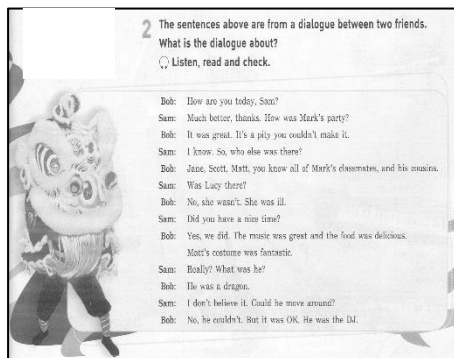 2 The sentences above are from a dialogue between two friends.
What is the dialogue about?
Listen, read and check.
Bob: How are you today, Sam?
Sam: Much better, thanks. How was Mark's party?
Bob: It was great. It's a pity you couldn't make it.
Sam: I know. So, who else was there?
Bob: Jane, Scott, Matt, you know all of Mark's classmates, and his cousins.
Sam: Was Lucy there?
Bob: No, she wasn't. She was ill.
Sam: Did you have a nice time?
Bob: Yes, we did. The music was great and the food was delicious.
Matt's costume was fantastic.
Sam: Really? What was he?
Bob: He was a dragon.
Sam: I don't believe it. Could he move around?
Bob: No, he couldn't. But it was OK. He was the DJ.